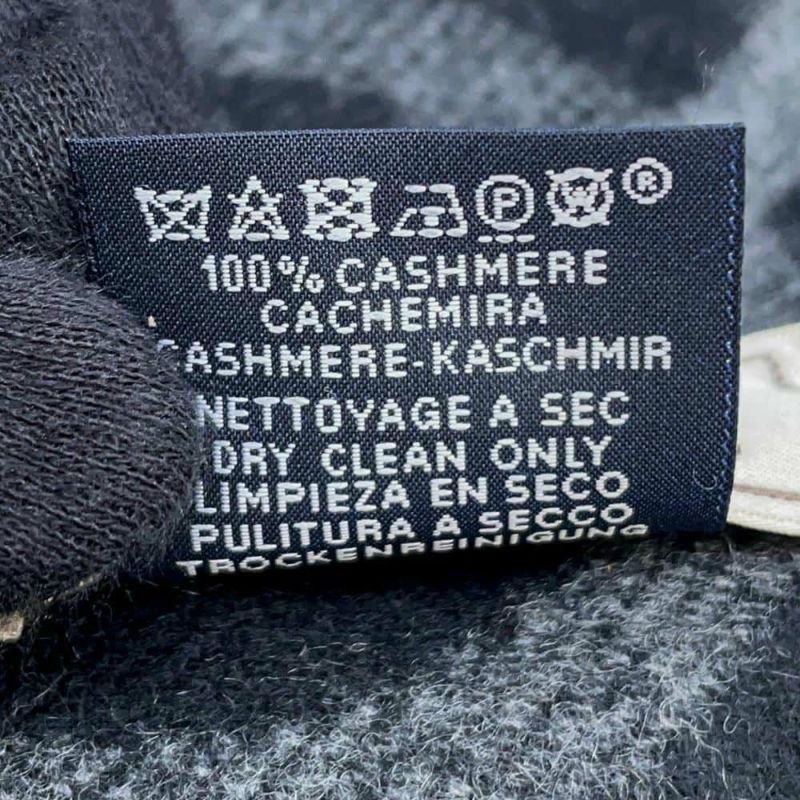 P ®
100% CASHMERE
CACHEMIRA
CASHMERE-KASCHMIR
NETTOYAGE A SEC
DRY CLEAN ONLY
LIMPIEZA EN SECO
PULITURA A SECCO
TROCKENREINIGUNG